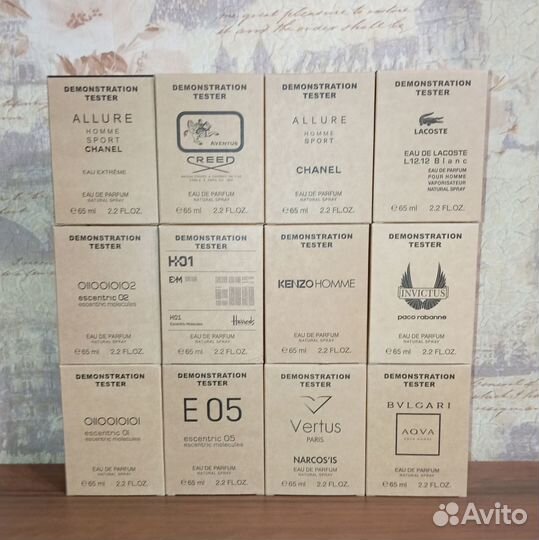 DEMONSTRATION
TESTER
ALLURE
HOMME
SPORT
CHANEL
EAU EXTRÊME
EAU DE PARFUM
NATURAL SPRAY
℮65 ml 2.2 FL.OZ.
DEMONSTRATION
TESTER
AVENTUS
CREED
EAU DE PARFUM
NATURAL SPRAY
℮65 ml 2.2 FL.OZ.
DEMONSTRATION
TESTER
ALLURE
HOMME
SPORT
CHANEL
EAU DE PARFUM
NATURAL SPRAY
℮65 ml 2.2 FL.OZ.
DEMONSTRATION
TESTER
LACOSTE
EAU DE LACOSTE
L.12.12 Blanc
EAU DE PARFUM
POUR HOMME
VAPORISATEUR
NATURAL SPRAY
℮65 ml 2.2 FL.OZ.
DEMONSTRATION
TESTER
escentric 02
escentric molecules
EAU DE PARFUM
NATURAL SPRAY
℮65 ml 2.2 FL.OZ.
DEMONSTRATION
TESTER
H:01
E:M
H01
Escentric Molecules
Harrods
EAU DE PARFUM
NATURAL SPRAY
℮65 ml 2.2 FL.OZ.
DEMONSTRATION
TESTER
KENZOHOMME
EAU DE PARFUM
NATURAL SPRAY
℮65 ml 2.2 FL.OZ.
DEMONSTRATION
TESTER
INVICTUS
paco rabanne
EAU DE PARFUM
NATURAL SPRAY
℮65 ml 2.2 FL.OZ.
DEMONSTRATION
TESTER
escentric 01
escentric molecules
EAU DE PARFUM
NATURAL SPRAY
℮65 ml 2.2 FL.OZ.
DEMONSTRATION
TESTER
E 05
escentric 05
escentric molecules
EAU DE PARFUM
NATURAL SPRAY
℮65 ml 2.2 FL.OZ.
DEMONSTRATION
TESTER
Vertus
PARIS
NARCOS'IS
EAU DE PARFUM
NATURAL SPRAY
℮65 ml 2.2 FL.OZ.
DEMONSTRATION
TESTER
BVLGARI
AQVA
POUR HOMME
EAU DE PARFUM
NATURAL SPRAY
℮65 ml 2.2 FL.OZ.
Avito